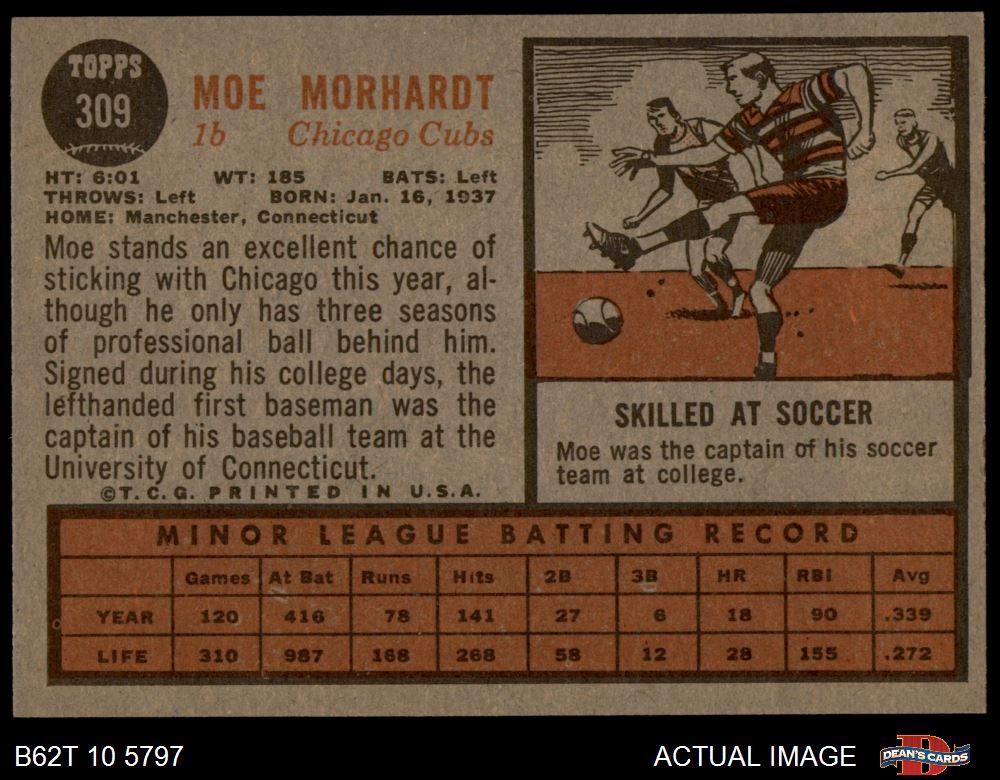 TOPPS
309
MOE MORHARDT
1b Chicago Cubs
HT: 6:01 WT: 185 BATS: Left
THROWS: Left BORN: Jan. 16, 1937
HOME: Manchester, Connecticut
Moe stands an excellent chance of
sticking with Chicago this year, al-
though he only has three seasons
of professional ball behind him.
Signed during his college days, the
lefthanded first baseman was the
captain of his baseball team at the
University of Connecticut.
©T.C.G. PRINTED IN U.S.A.
SKILLED AT SOCCER
Moe was the captain of his soccer
team at college.
MINOR LEAGUE BATTING RECORD
Games At Bat Runs Hits 2B 3B HR RBI Avg
YEAR 120 416 78 141 27 6 18 90 .339
LIFE 310 987 168 268 58 12 28 155 .272
B62T 10 5797
ACTUAL IMAGE
DEAN'S CARDS